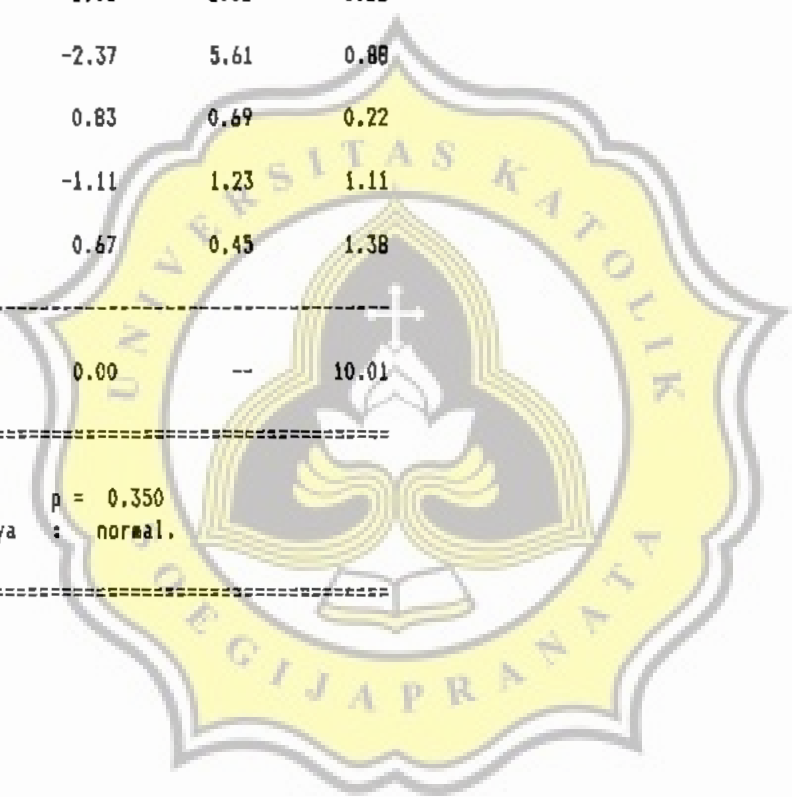 -2.37 5.61 0.88
0.83 0.69 0.22
-1.11 1.23 1.11
0.67 0.45 1.38
0.00 -- 10.01
p = 0.350
ya : normal.
UNIVERSITAS KATOLIK
SOEGIJAPRANATA